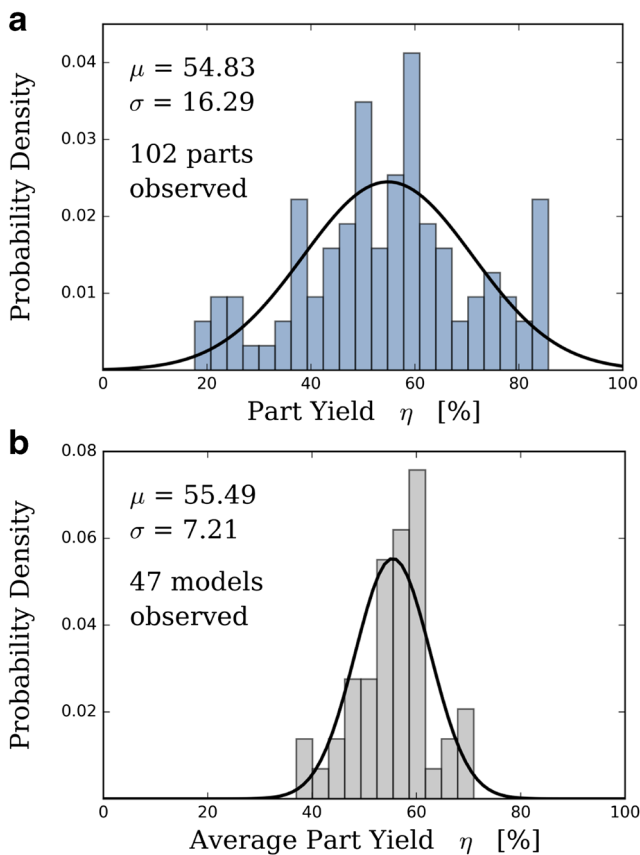 a
Probability Density
0.04
0.03
0.02
0.01
μ = 54.83
σ = 16.29
102 parts
observed
0 20 40 60 80 100
Part Yield η [%]
b
Probability Density
0.08
0.06
0.04
0.02
μ = 55.49
σ = 7.21
47 models
observed
0 20 40 60 80 100
Average Part Yield η [%]